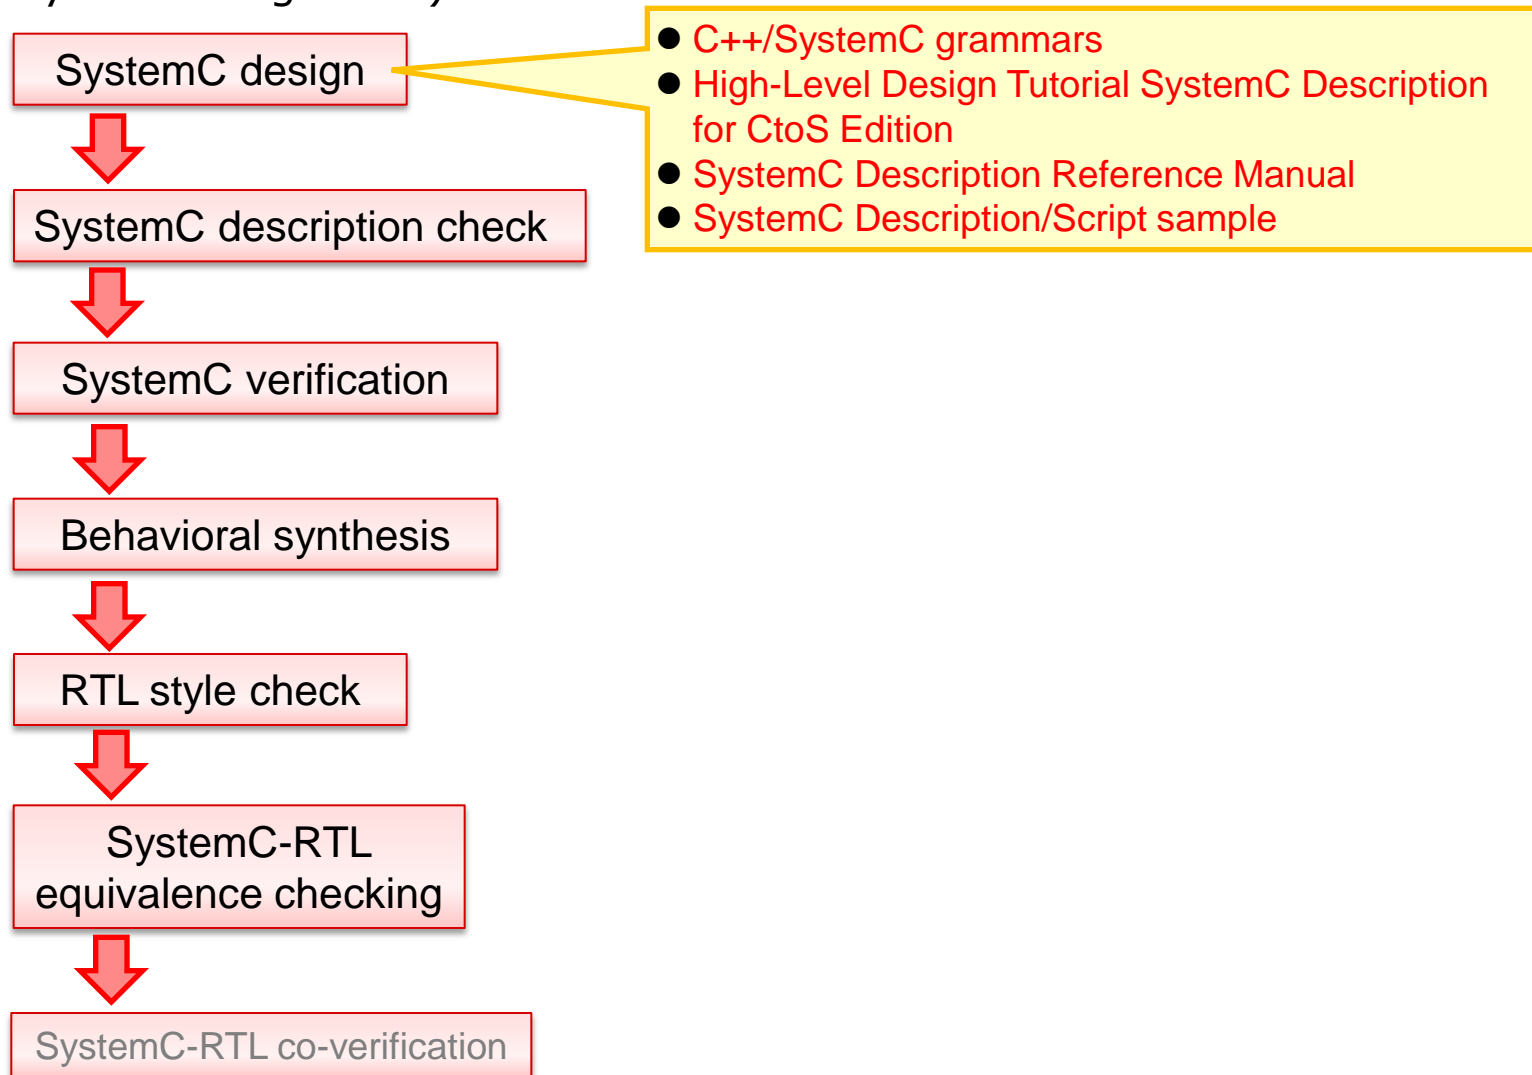 SystemC design
C++/SystemC grammars
High-Level Design Tutorial SystemC Description
for CtoS Edition
SystemC Description Reference Manual
SystemC Description/Script sample
SystemC description check
SystemC verification
Behavioral synthesis
RTL style check
SystemC-RTL
equivalence checking
SystemC-RTL co-verification